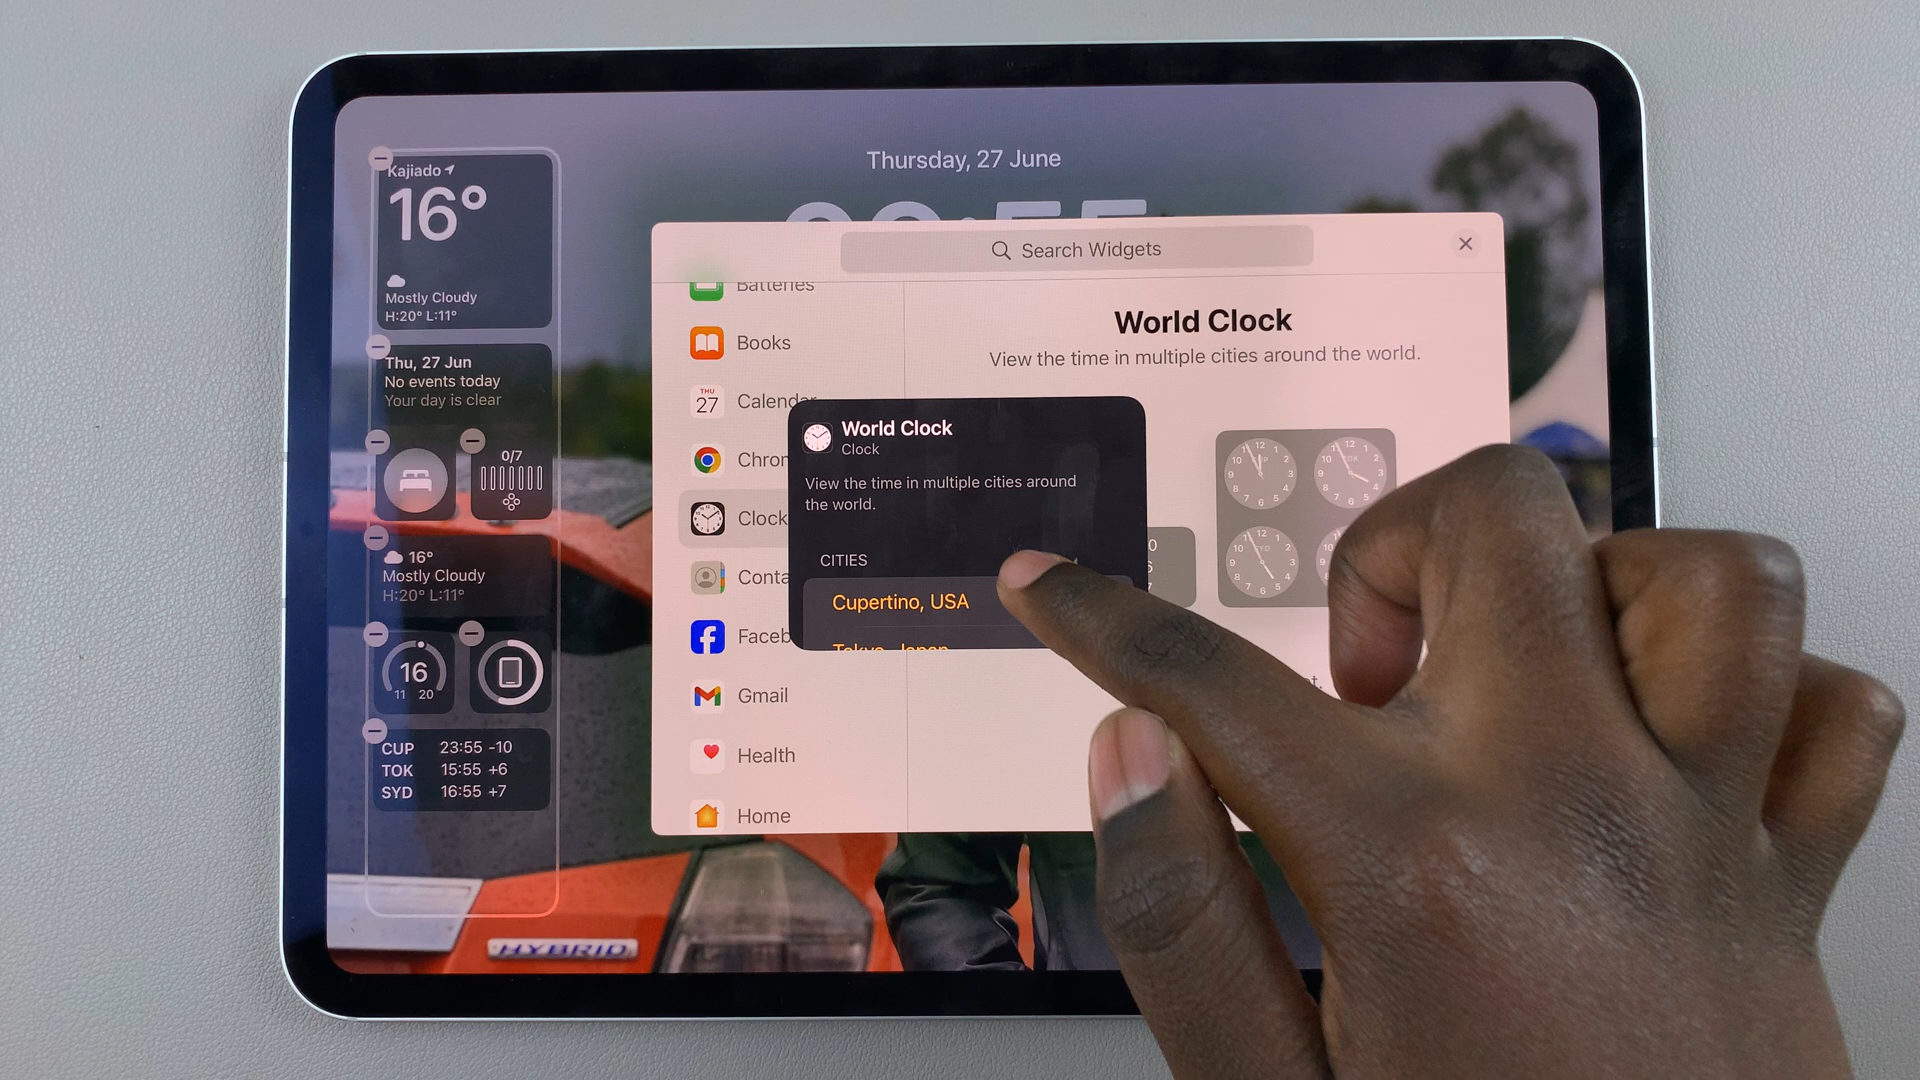 Thursday, 27 June
Kajiado
16°
Mostly Cloudy
H:20° L:11°
Thu, 27 Jun
No events today
Your day is clear
0/7
16°
Mostly Cloudy
H:20° L:11°
16
11 20
CUP 23:55 -10
TOK 15:55 +6
SYD 16:55 +7
Search Widgets
Batteries
Books
THU
27
Calendar
Chrom
Clock
Conta
Faceb
Gmail
Health
Home
World Clock
View the time in multiple cities around the world.
World Clock
Clock
View the time in multiple cities around
the world.
CITIES
Cupertino, USA
Tokyo, Japan
HYBRID